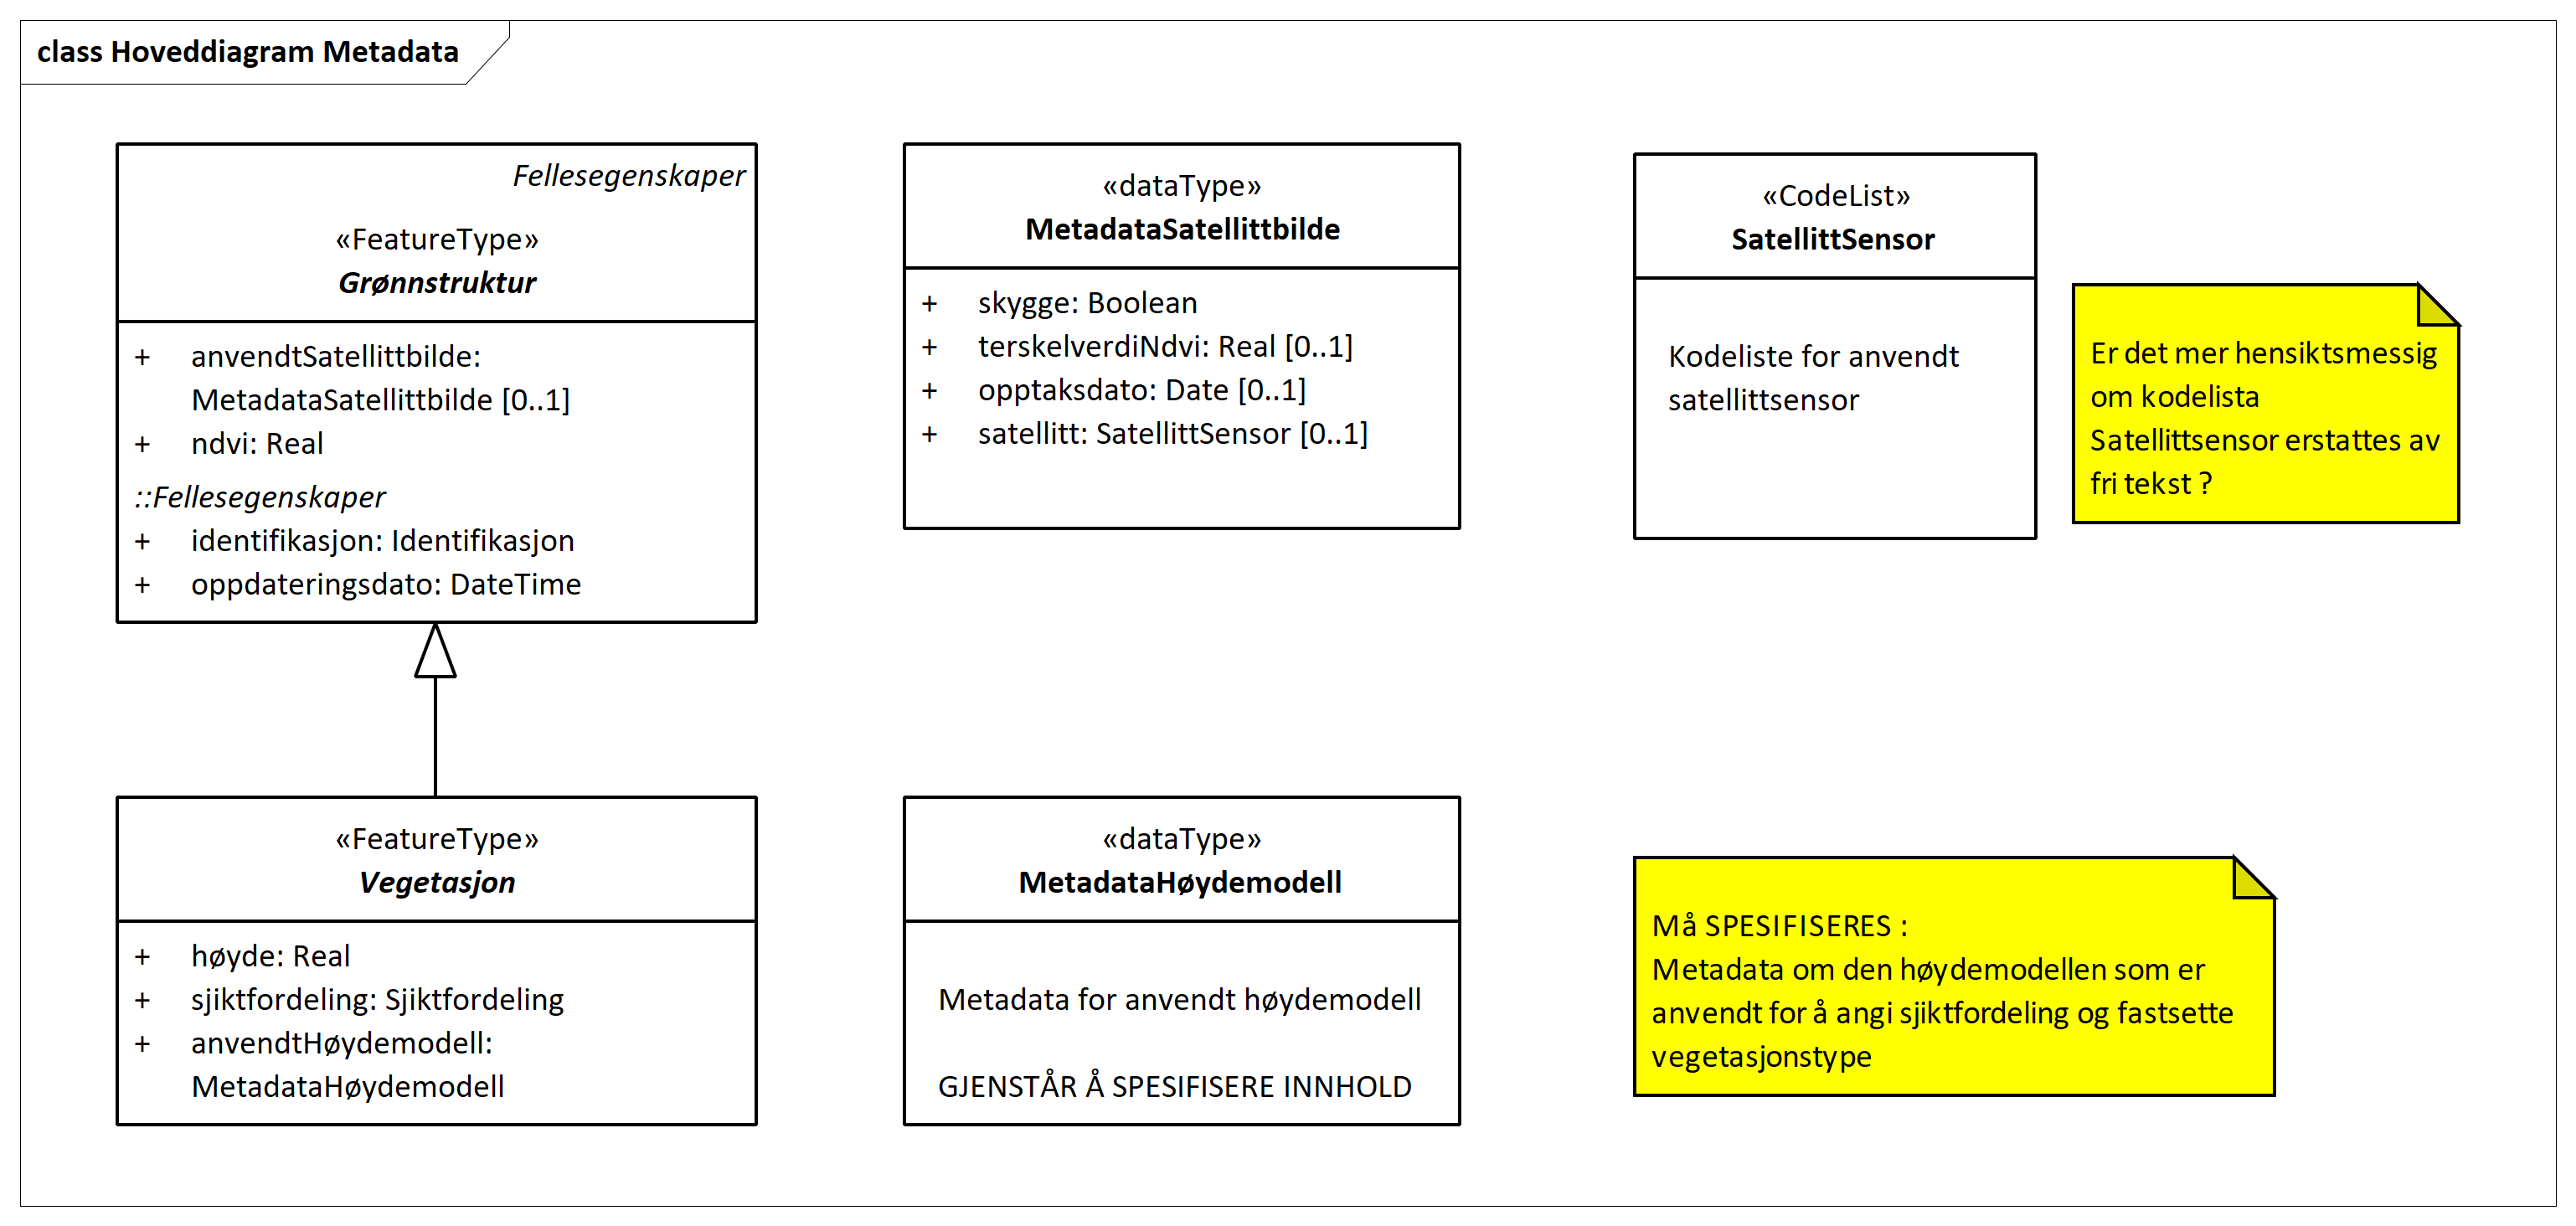 class Hoveddiagram Metadata
Fellesegenskaper
«FeatureType»
Grønnstruktur
+ anvendtSatellittbilde:
MetadataSatellittbilde [0..1]
+ ndvi: Real
::Fellesegenskaper
+ identifikasjon: Identifikasjon
+ oppdateringsdato: DateTime
«dataType»
MetadataSatellittbilde
+ skygge: Boolean
+ terskelverdiNdvi: Real [0..1]
+ opptaksdato: Date [0..1]
+ satellitt: SatellittSensor [0..1]
«CodeList»
SatellittSensor
Kodeliste for anvendt
satellittsensor
Er det mer hensiktsmessig
om kodelista
Satellittsensor erstattes av
fri tekst ?
«FeatureType»
Vegetasjon
+ høyde: Real
+ sjiktfordeling: Sjiktfordeling
+ anvendtHøydemodell:
MetadataHøydemodell
«dataType»
MetadataHøydemodell
Metadata for anvendt høydemodell
GJENSTÅR Å SPESIFISERE INNHOLD
Må SPESIFISERES :
Metadata om den høydemodellen som er
anvendt for å angi sjiktfordeling og fastsette
vegetasjonstype